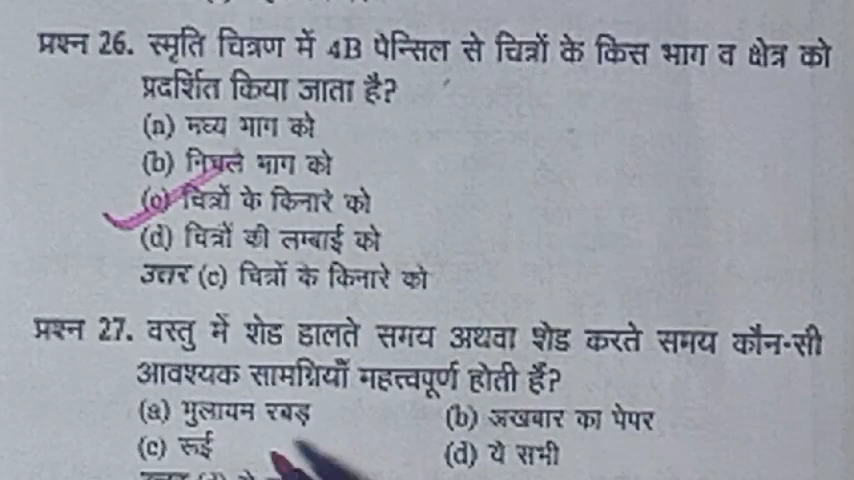 प्रश्न 26. स्मृति चित्रण में 4B पेन्सिल से चित्रों के किस भाग व क्षेत्र को
प्रदर्शित किया जाता है?
(a) मध्य भाग को
(b) निचले भाग को
(c) चित्रों के किनारे को
(d) चित्रों की लम्बाई को
उत्तर (c) चित्रों के किनारे को
प्रश्न 27. वस्तु में शेड डालते समय अथवा शेड करते समय कौन-सी
आवश्यक सामग्रियाँ महत्त्वपूर्ण होती हैं?
(a) मुलायम रबड़ (b) अखबार का पेपर
(c) रूई (d) ये सभी